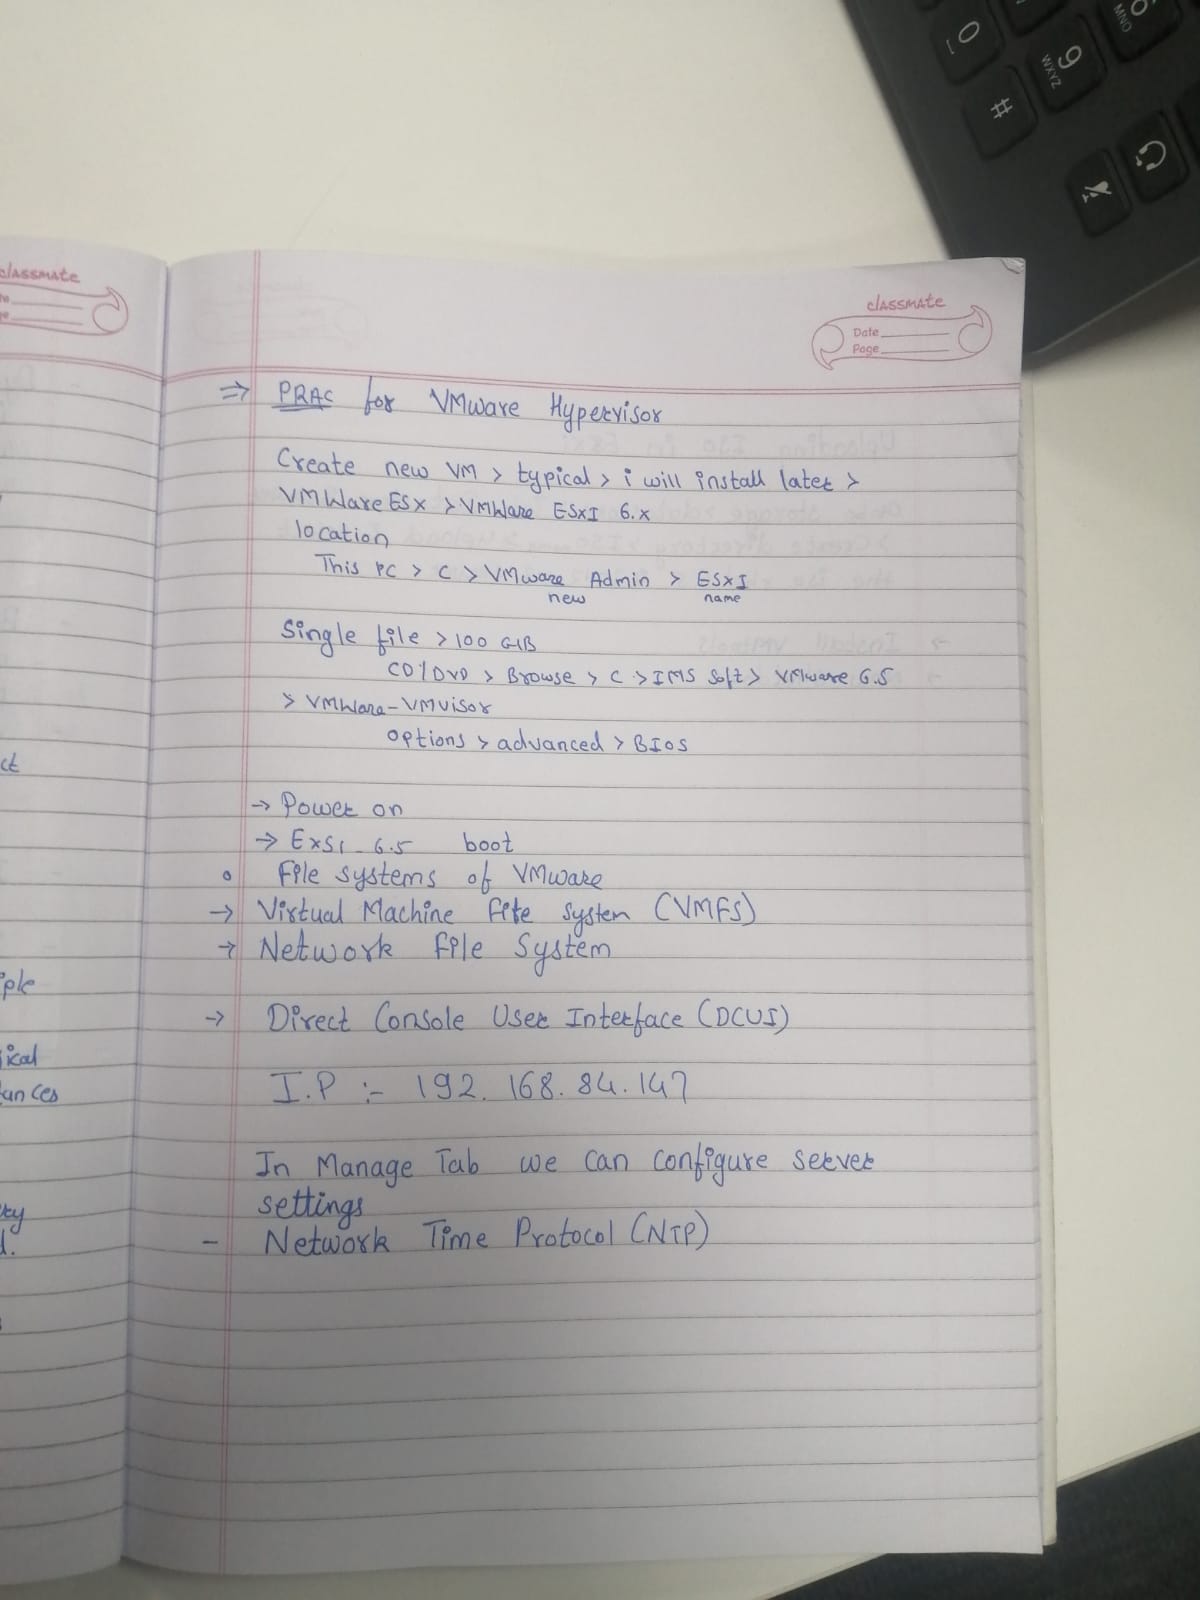 0
9
WXYZ
MNO
#
classmate
classmate
Date
Page
⇒ PRAC for VMware Hypervisor
Create new VM > typical > i will install later >
VMWare ESX > VMWare ESXI 6.x
location
This PC > C > VMware Admin > ESXI
new name
Single file > 100 GB
CD/DVD > Browse > C > IMS Soft > VMware 6.5
> VMWare-VMvisor
options > advanced > BIOS
ct
→ Power on
→ ExSI 6.5 boot
o File systems of VMware
→ Virtual Machine file system (VMFS)
→ Network file System
iple
→ Direct Console User Interface (DCUI)
ical
ances
I.P :- 192.168.84.147
In Manage Tab we can configure server
settings
- Network Time Protocol (NTP)